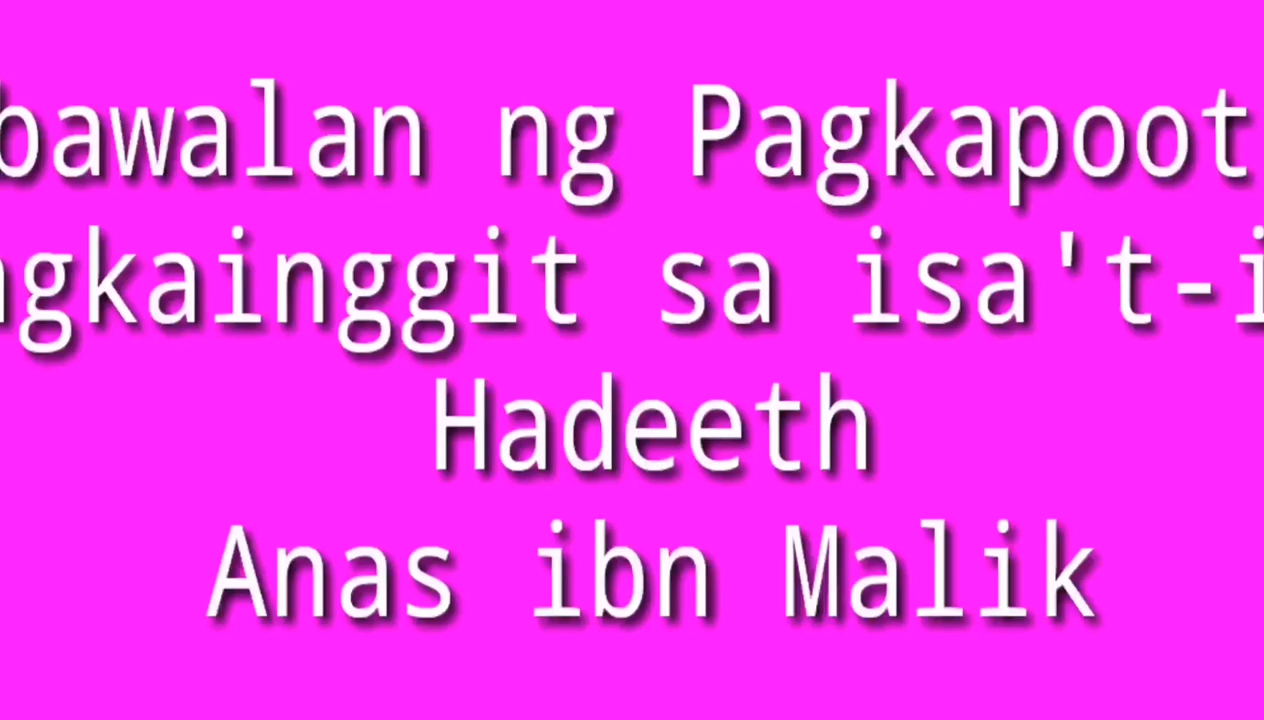 bawalan ng Pagkapoot
gkainggit sa isa't-i
Hadeeth
Anas ibn Malik